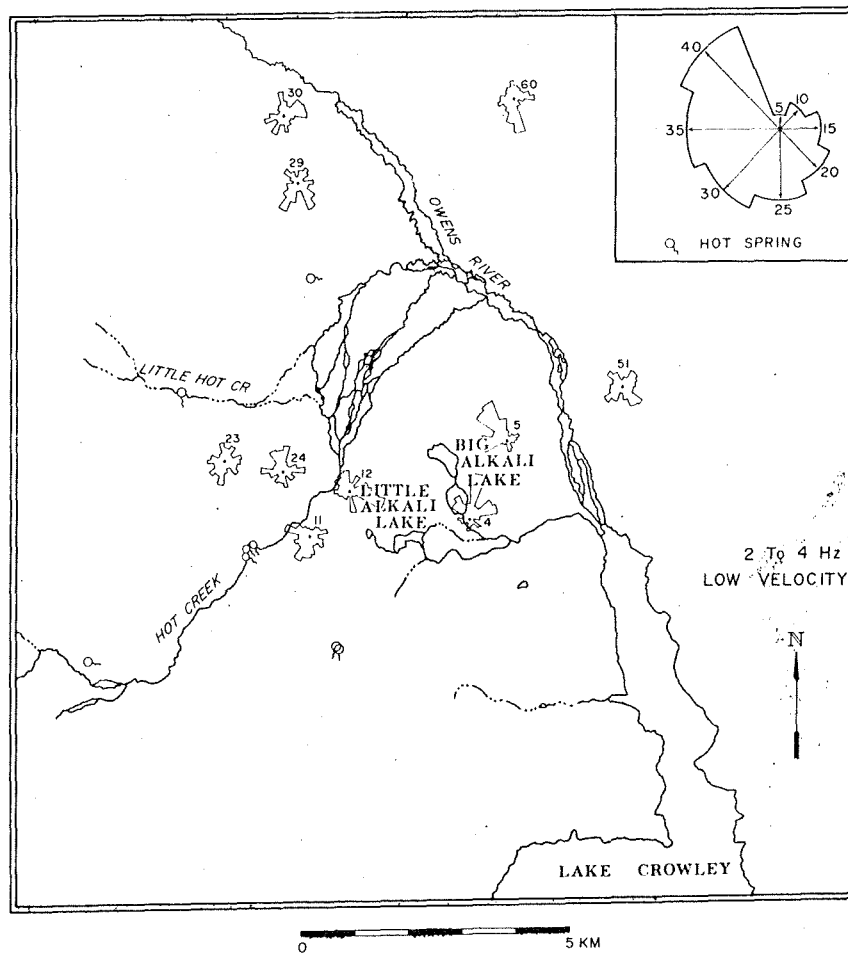 40
10
5
35
15
30
20
25
HOT SPRING
30
60
29
OWENS RIVER
51
LITTLE HOT CR
5
BIG
ALKALI
LAKE
23
24
12
LITTLE
ALKALI
LAKE
4
11
2 To 4 Hz
LOW VELOCITY
HOT CREEK
N
LAKE CROWLEY
0
5 KM